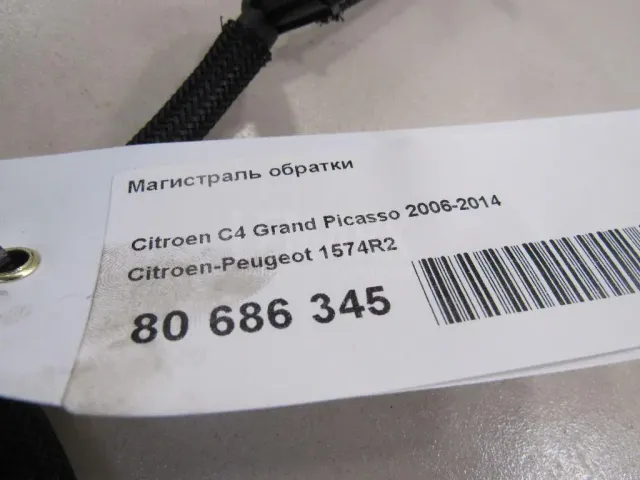 Магистраль обратки
Citroen C4 Grand Picasso 2006-2014
Citroen-Peugeot 1574R2
80 686 345